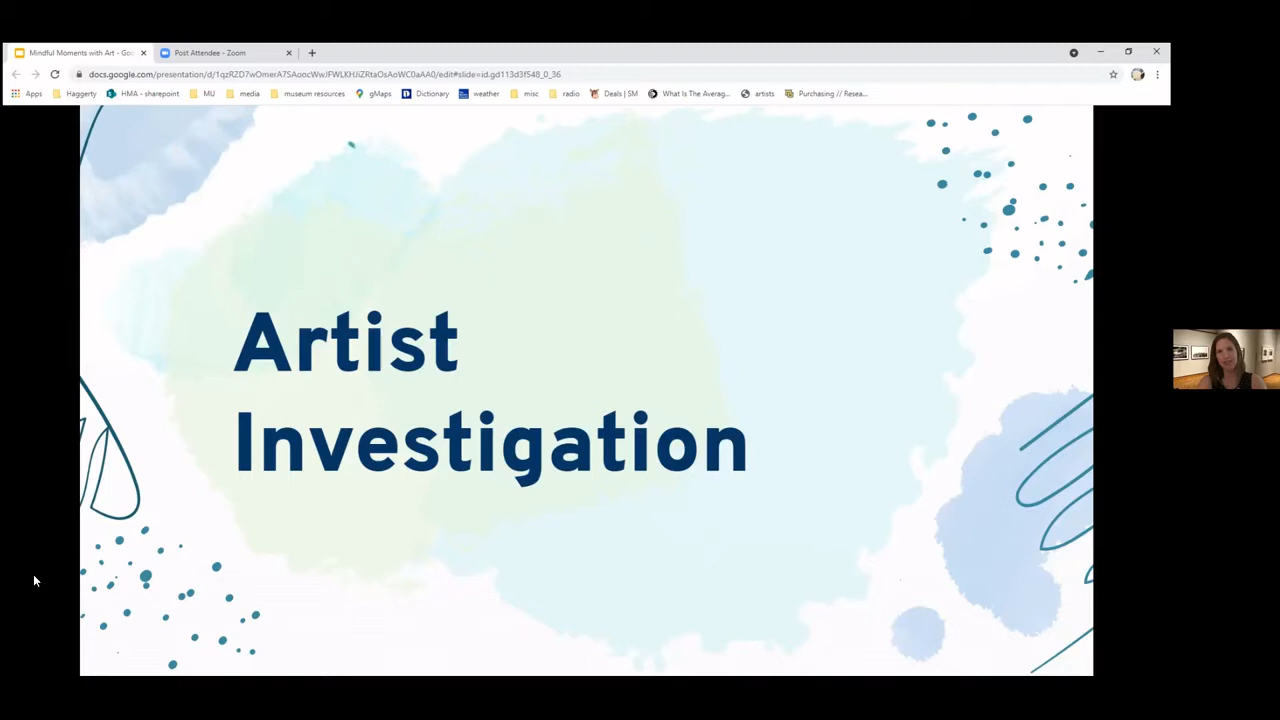 Mindful Moments with Art - Goo
Post Attendee - Zoom
docs.google.com/presentation/d/1qzRZD7wOmerA7SAoocWwJFWLKHJiZRtaOsAoWC0aAA0/edit#slide=id.gd113d3f548_0_36
Apps
Haggerty
HMA - sharepoint
MU
media
museum resources
gMaps
Dictionary
weather
misc
radio
Deals | SM
What Is The Averag...
artists
Purchasing // Resea...
Artist
Investigation